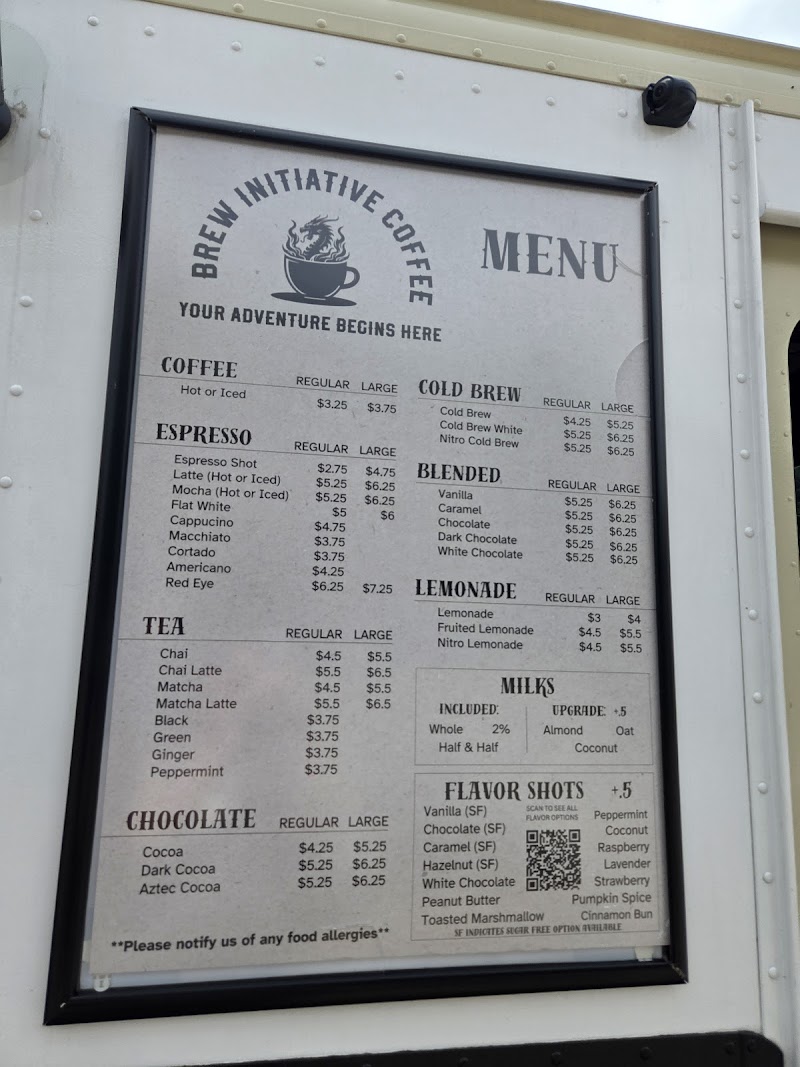 BREW INITIATIVE COFFEE
YOUR ADVENTURE BEGINS HERE
MENU
COFFEE REGULAR LARGE
Hot or Iced $3.25 $3.75
ESPRESSO REGULAR LARGE
Espresso Shot $2.75 $4.75
Latte (Hot or Iced) $5.25 $6.25
Mocha (Hot or Iced) $5.25 $6.25
Flat White $5 $6
Cappucino $4.75
Macchiato $3.75
Cortado $3.75
Americano $4.25
Red Eye $6.25 $7.25
TEA REGULAR LARGE
Chai $4.5 $5.5
Chai Latte $5.5 $6.5
Matcha $4.5 $5.5
Matcha Latte $5.5 $6.5
Black $3.75
Green $3.75
Ginger $3.75
Peppermint $3.75
CHOCOLATE REGULAR LARGE
Cocoa $4.25 $5.25
Dark Cocoa $5.25 $6.25
Aztec Cocoa $5.25 $6.25
**Please notify us of any food allergies**
COLD BREW REGULAR LARGE
Cold Brew $4.25 $5.25
Cold Brew White $5.25 $6.25
Nitro Cold Brew $5.25 $6.25
BLENDED REGULAR LARGE
Vanilla $5.25 $6.25
Caramel $5.25 $6.25
Chocolate $5.25 $6.25
Dark Chocolate $5.25 $6.25
White Chocolate $5.25 $6.25
LEMONADE REGULAR LARGE
Lemonade $3 $4
Fruited Lemonade $4.5 $5.5
Nitro Lemonade $4.5 $5.5
MILKS
INCLUDED: UPGRADE: +.5
Whole 2% Almond Oat
Half & Half Coconut
FLAVOR SHOTS +.5
SCAN TO SEE ALL
FLAVOR OPTIONS
Vanilla (SF) Peppermint
Chocolate (SF) Coconut
Caramel (SF) Raspberry
Hazelnut (SF) Lavender
White Chocolate Strawberry
Peanut Butter Pumpkin Spice
Toasted Marshmallow Cinnamon Bun
SF INDICATES SUGAR FREE OPTION AVAILABLE